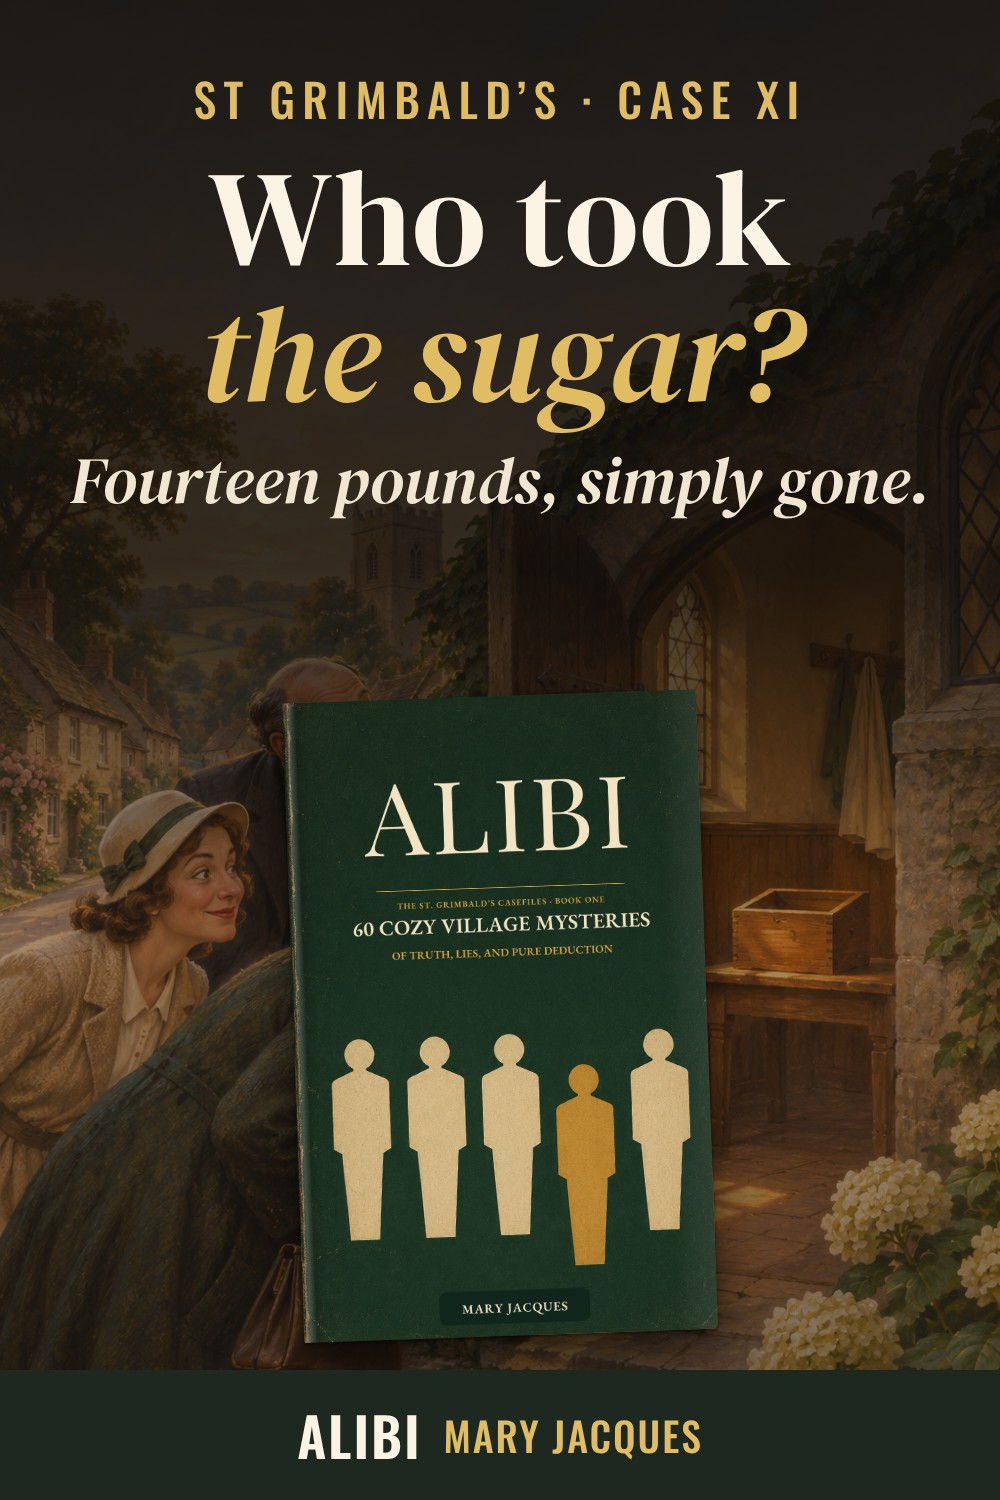 ST GRIMBALD’S · CASE XI
Who took
the sugar?
Fourteen pounds, simply gone.
ALIBI
THE ST. GRIMBALD'S CASEFILES · BOOK ONE
60 COZY VILLAGE MYSTERIES
OF TRUTH, LIES, AND PURE DEDUCTION
MARY JACQUES
ALIBI MARY JACQUES